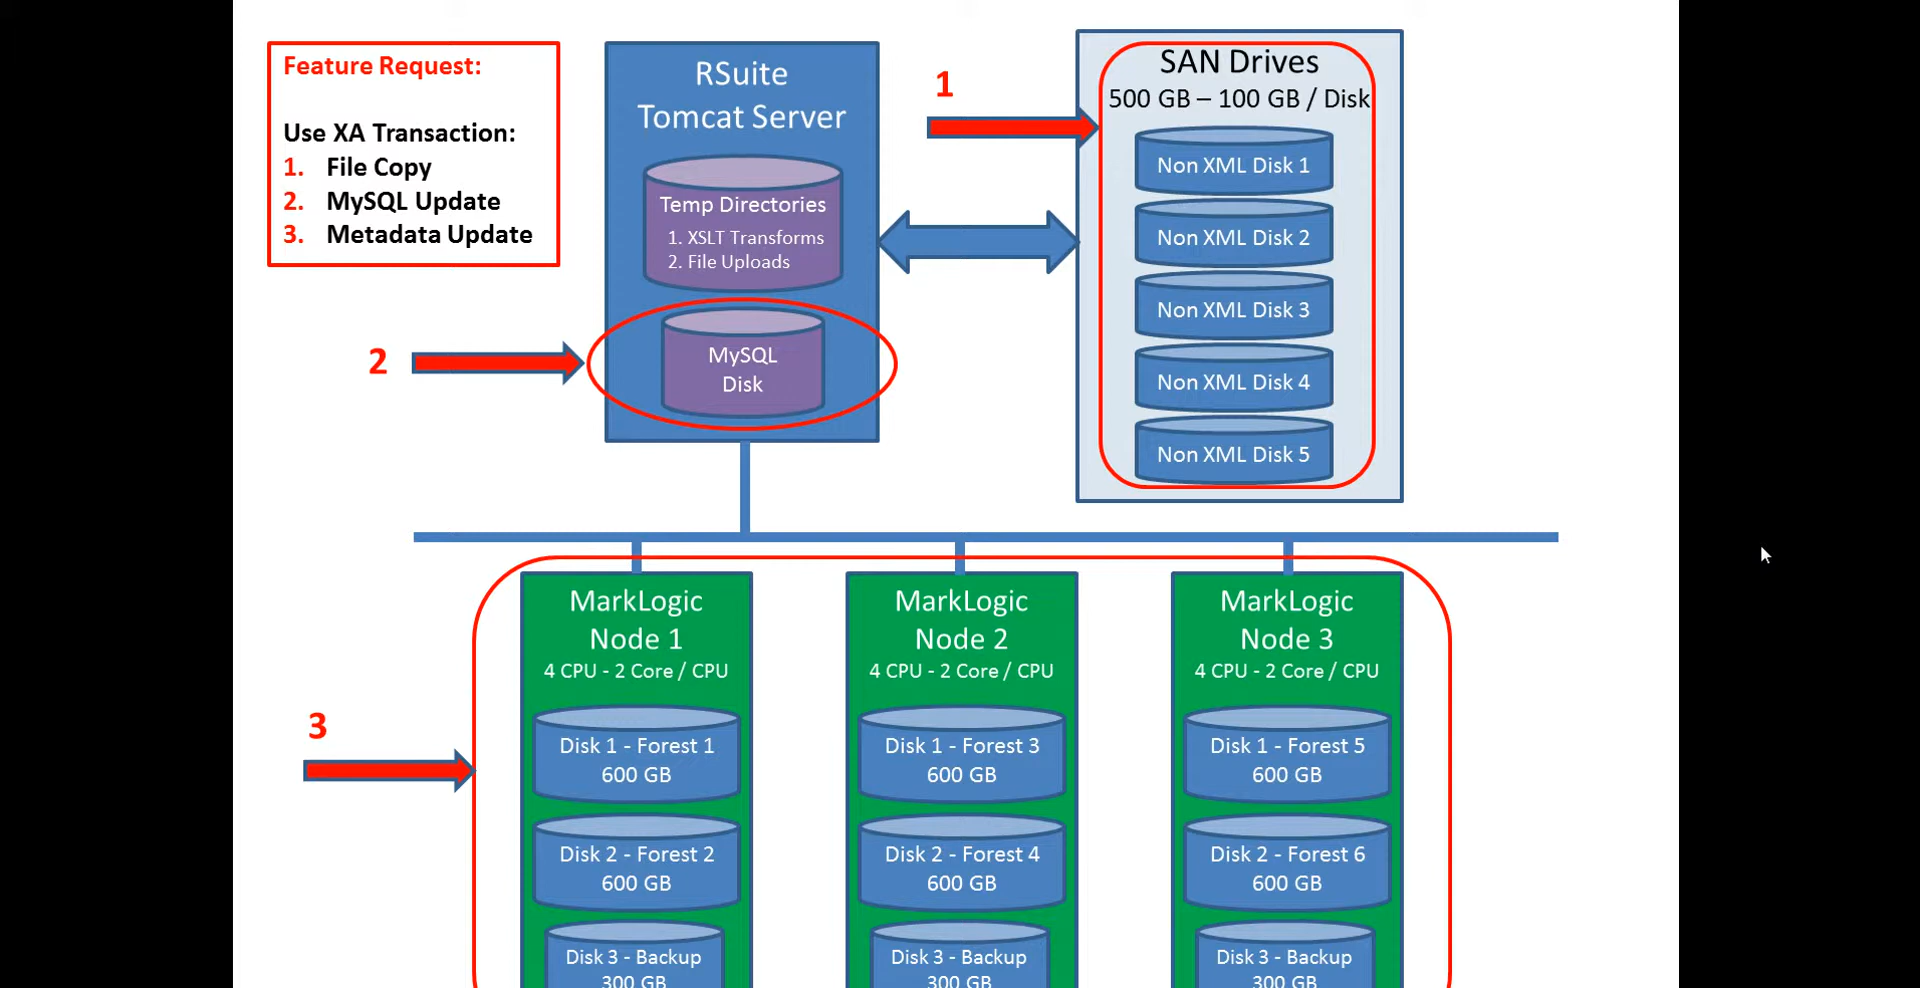 Feature Request:
Use XA Transaction:
1. File Copy
2. MySQL Update
3. Metadata Update
RSuite
Tomcat Server
Temp Directories
1. XSLT Transforms
2. File Uploads
MySQL
Disk
1
SAN Drives
500 GB – 100 GB / Disk
Non XML Disk 1
Non XML Disk 2
Non XML Disk 3
Non XML Disk 4
Non XML Disk 5
2
3
MarkLogic
Node 1
4 CPU - 2 Core / CPU
Disk 1 - Forest 1
600 GB
Disk 2 - Forest 2
600 GB
Disk 3 - Backup
300 GB
MarkLogic
Node 2
4 CPU - 2 Core / CPU
Disk 1 - Forest 3
600 GB
Disk 2 - Forest 4
600 GB
Disk 3 - Backup
300 GB
MarkLogic
Node 3
4 CPU - 2 Core / CPU
Disk 1 - Forest 5
600 GB
Disk 2 - Forest 6
600 GB
Disk 3 - Backup
300 GB